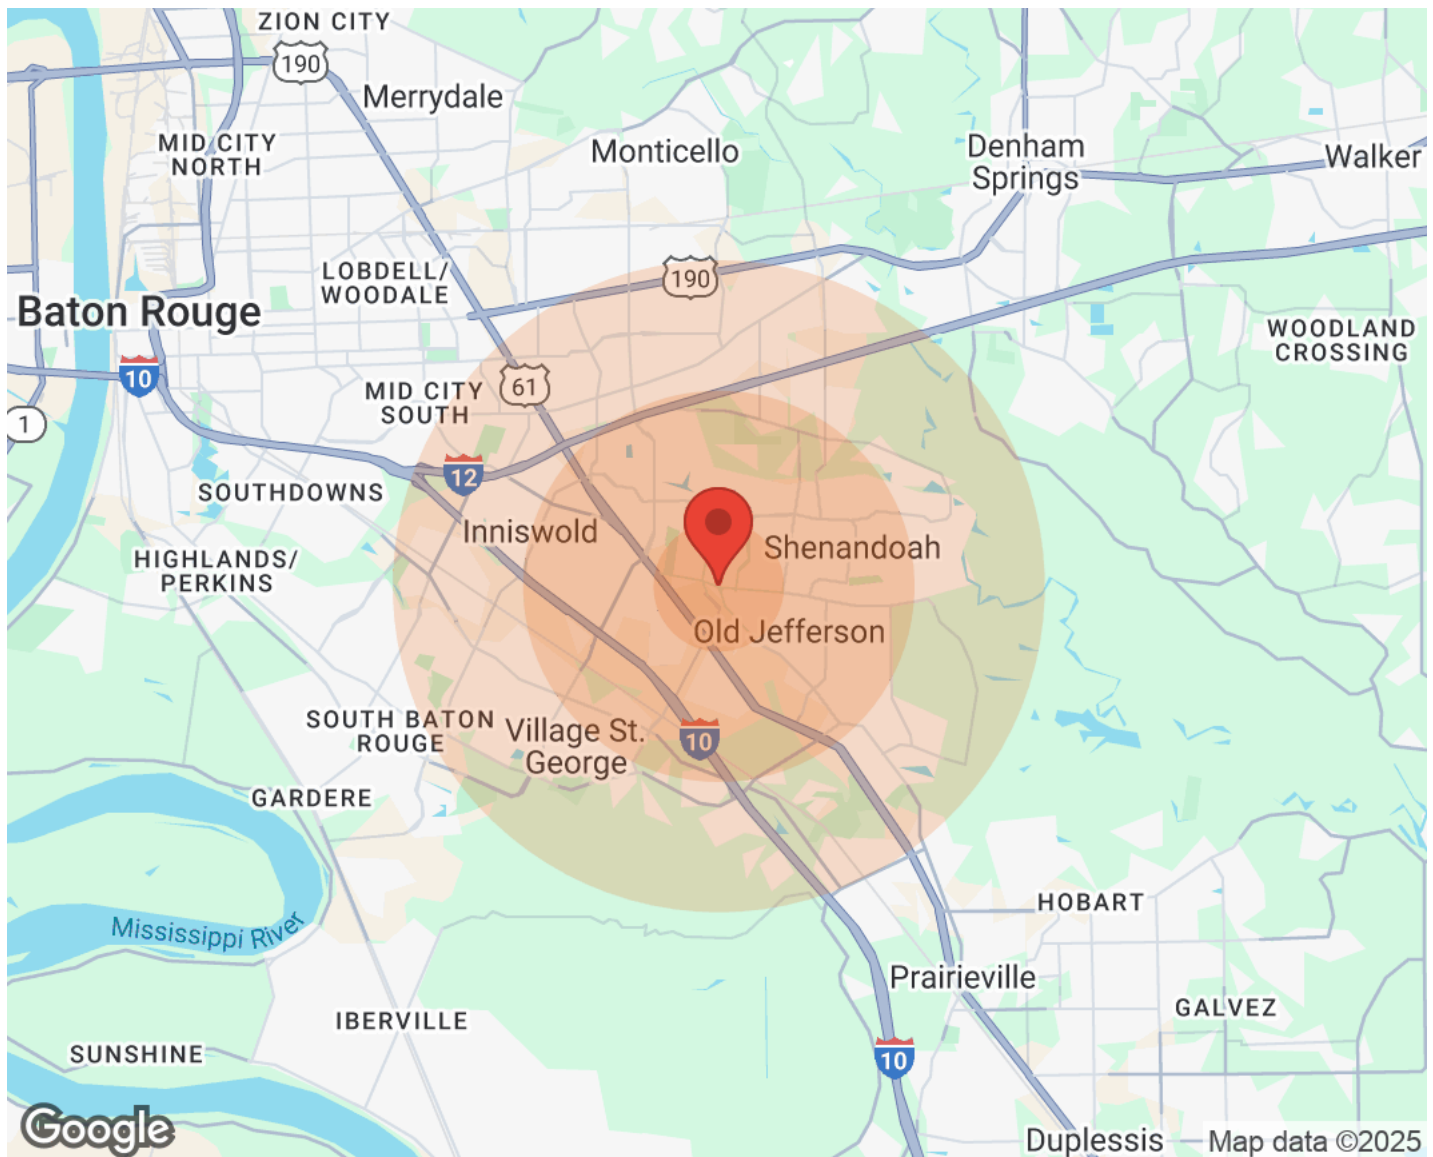 ZION CITY
190
Merrydale
MID CITY
NORTH
Monticello
Denham
Springs
Walker
LOBDELL/
WOODALE
190
Baton Rouge
WOODLAND
CROSSING
10
61
MID CITY
SOUTH
1
12
SOUTHDOWNS
Inniswold
Shenandoah
HIGHLANDS/
PERKINS
Old Jefferson
SOUTH BATON
ROUGE
Village St.
George
10
GARDERE
HOBART
Mississippi River
Prairieville
GALVEZ
IBERVILLE
SUNSHINE
10
Google
Duplessis
Map data ©2025